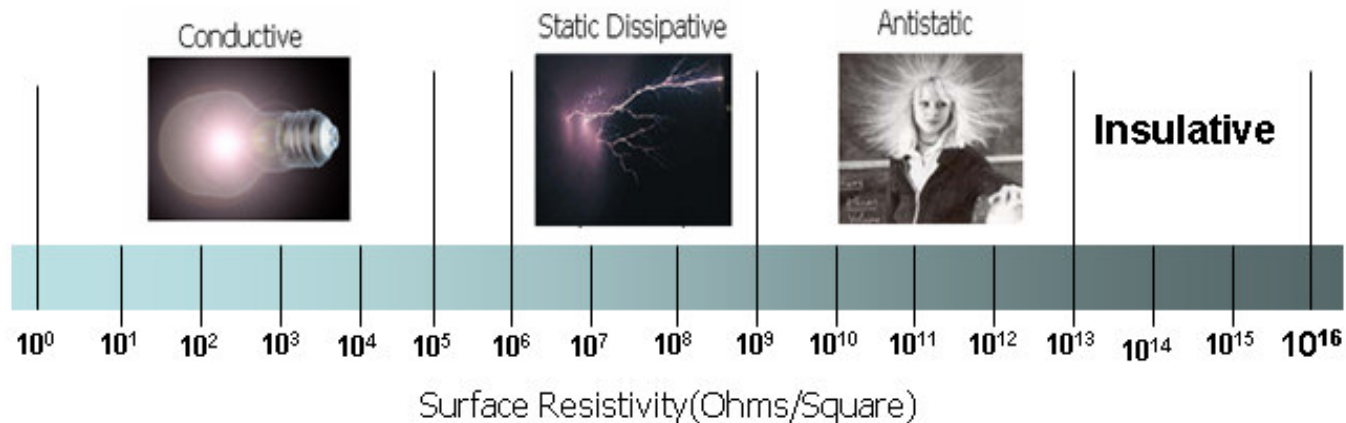 Conductive
Static Dissipative
Antistatic
Insulative
10⁰ 10¹ 10² 10³ 10⁴ 10⁵ 10⁶ 10⁷ 10⁸ 10⁹ 10¹⁰ 10¹¹ 10¹² 10¹³ 10¹⁴ 10¹⁵ 10¹⁶
Surface Resistivity(Ohms/Square)